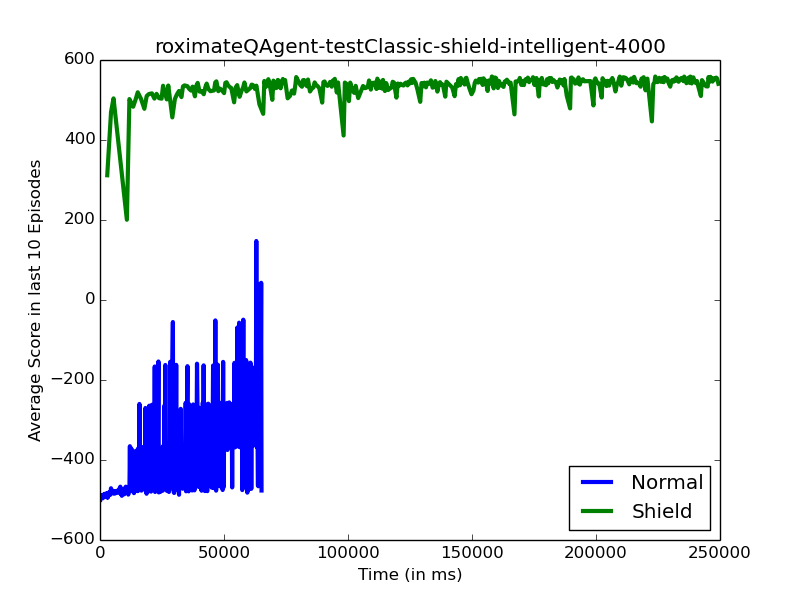 roximateQAgent-testClassic-shield-intelligent-4000
600
400
200
0
−200
−400
−600
Average Score in last 10 Episodes
Normal
Shield
0 50000 100000 150000 200000 250000
Time (in ms)